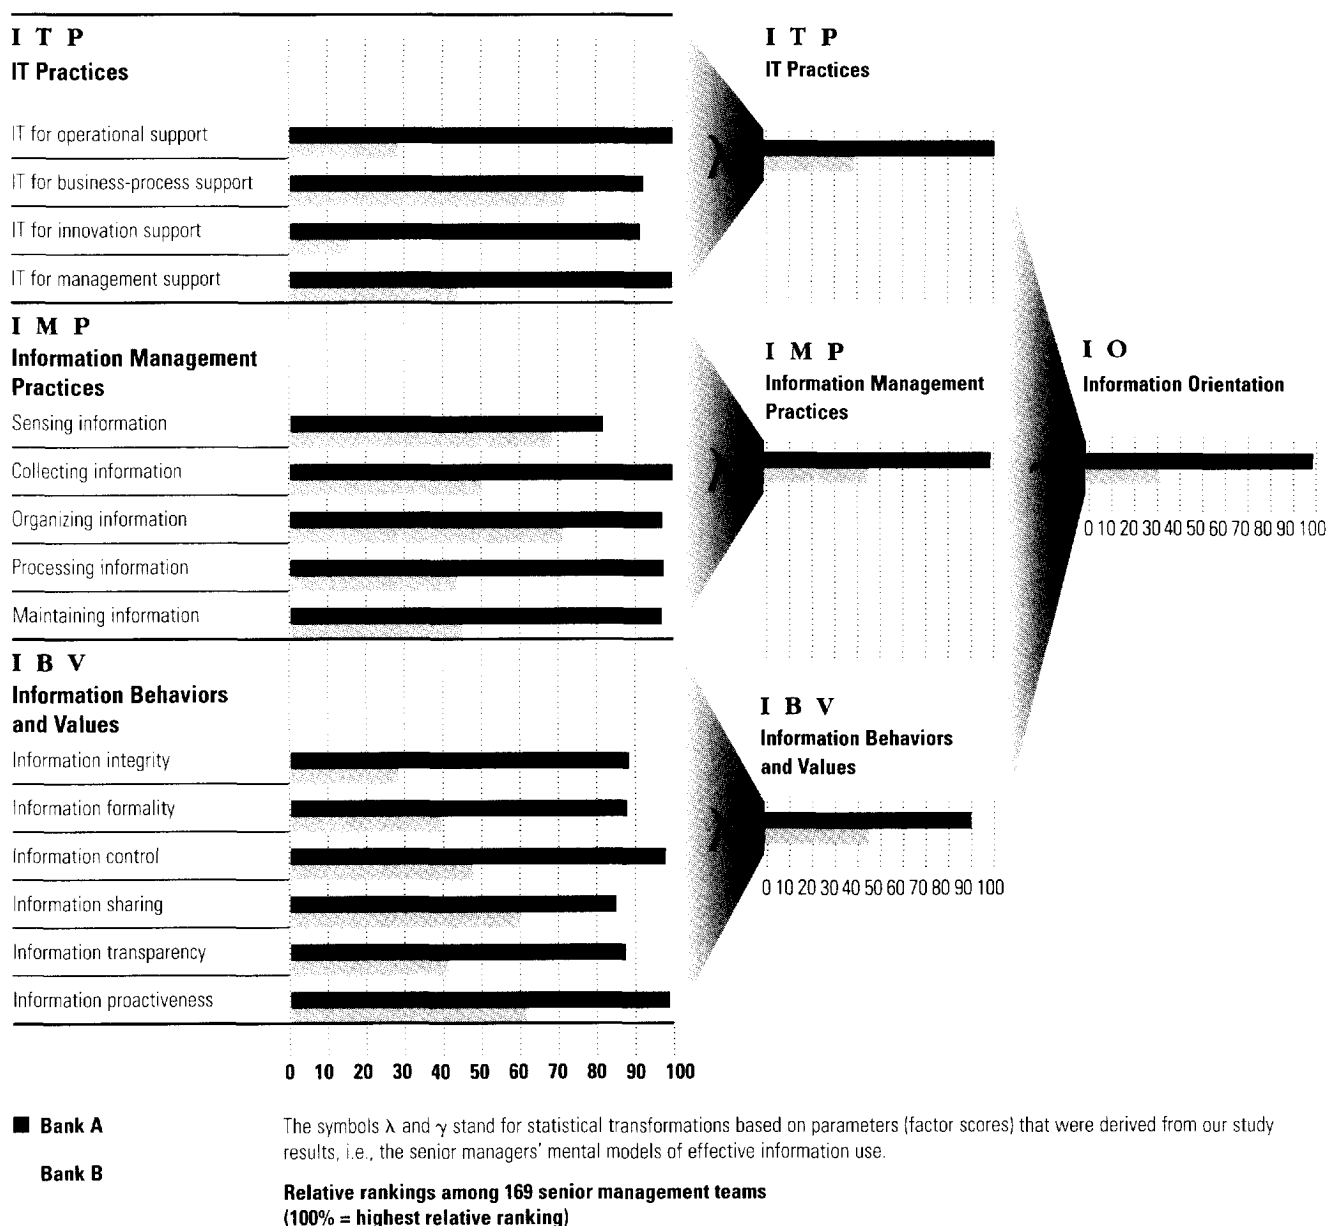 I T P
IT Practices
IT for operational support
IT for business-process support
IT for innovation support
IT for management support
I M P
Information Management
Practices
Sensing information
Collecting information
Organizing information
Processing information
Maintaining information
I B V
Information Behaviors
and Values
Information integrity
Information formality
Information control
Information sharing
Information transparency
Information proactiveness
0 10 20 30 40 50 60 70 80 90 100
I T P
IT Practices
λ
I M P
Information Management
Practices
λ
I B V
Information Behaviors
and Values
λ
0 10 20 30 40 50 60 70 80 90 100
I O
Information Orientation
0 10 20 30 40 50 60 70 80 90 100
Bank A
Bank B
The symbols λ and γ stand for statistical transformations based on parameters (factor scores) that were derived from our study
results, i.e., the senior managers' mental models of effective information use.
Relative rankings among 169 senior management teams
(100% = highest relative ranking)